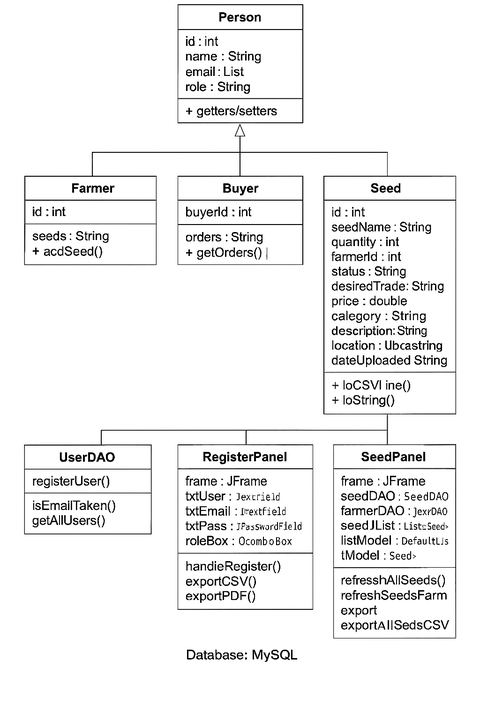 Person
id : int
name : String
email : List
role : String
+ getters/setters
Farmer
id : int
seeds : String
+ acdSeed()
Buyer
buyerId : int
orders : String
+ getOrders() |
Seed
id : int
seedName : String
quantity : int
farmerId : int
status : String
desiredTrade: String
price : double
calegory : String
description: String
location : Ubcastring
dateUploaded String
+ loCSVl ine()
+ loString()
UserDAO
registerUser()
isEmailTaken()
getAllUsers()
RegisterPanel
frame : JFrame
txtUser :
txtEmail :
txtPass : JPasswardField
roleBox : OcomboBox
handieRegister()
exportCSV()
exportPDF()
SeedPanel
frame : JFrame
seedDAO : SeedDAO
farmerDAO : JexrDAO
seedJList : List:Seed>
listModel : DefaultLis
tModel : Seed>
refresshAllSeeds()
refreshSeedsFarm
export
exportAllSedsCSV
Database: MySQL